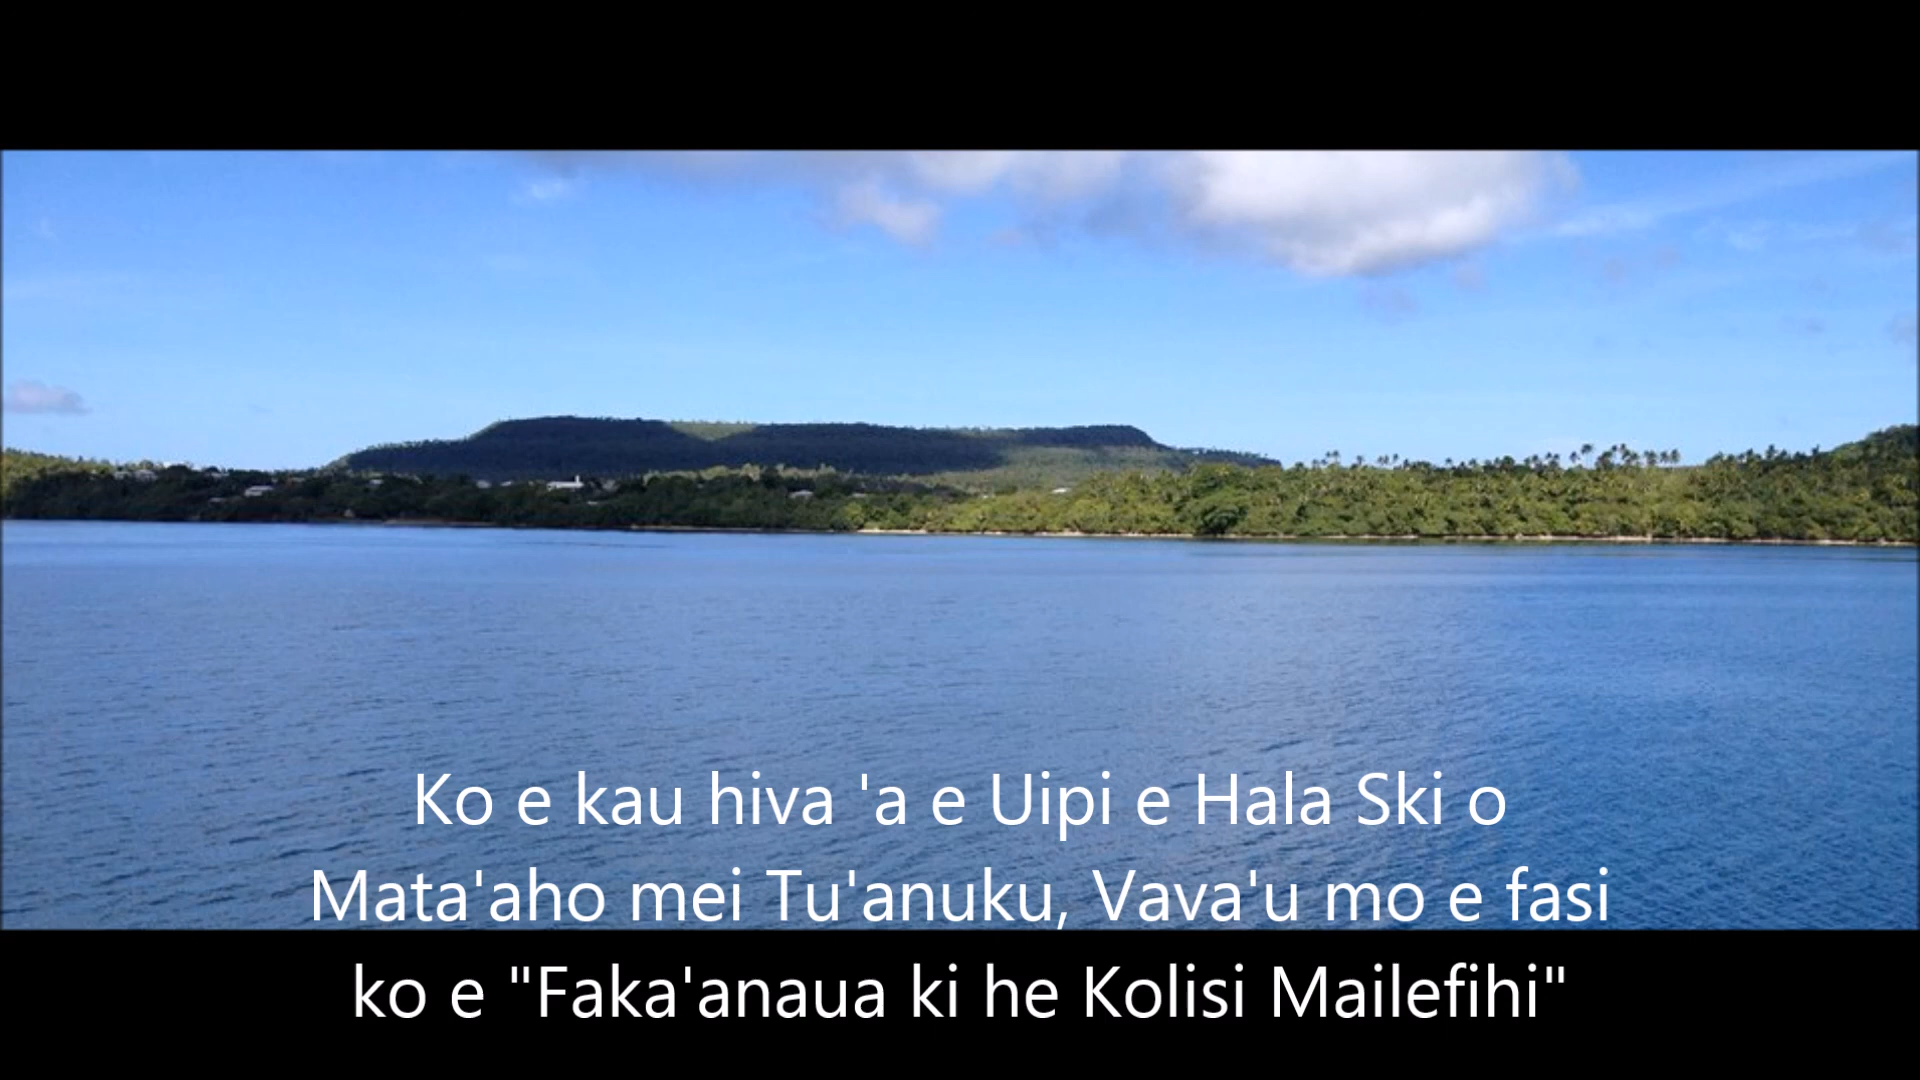 Ko e kau hiva 'a e Uipi e Hala Ski o
Mata'aho mei Tu'anuku, Vava'u mo e fasi
ko e "Faka'anaua ki he Kolisi Mailefihi"